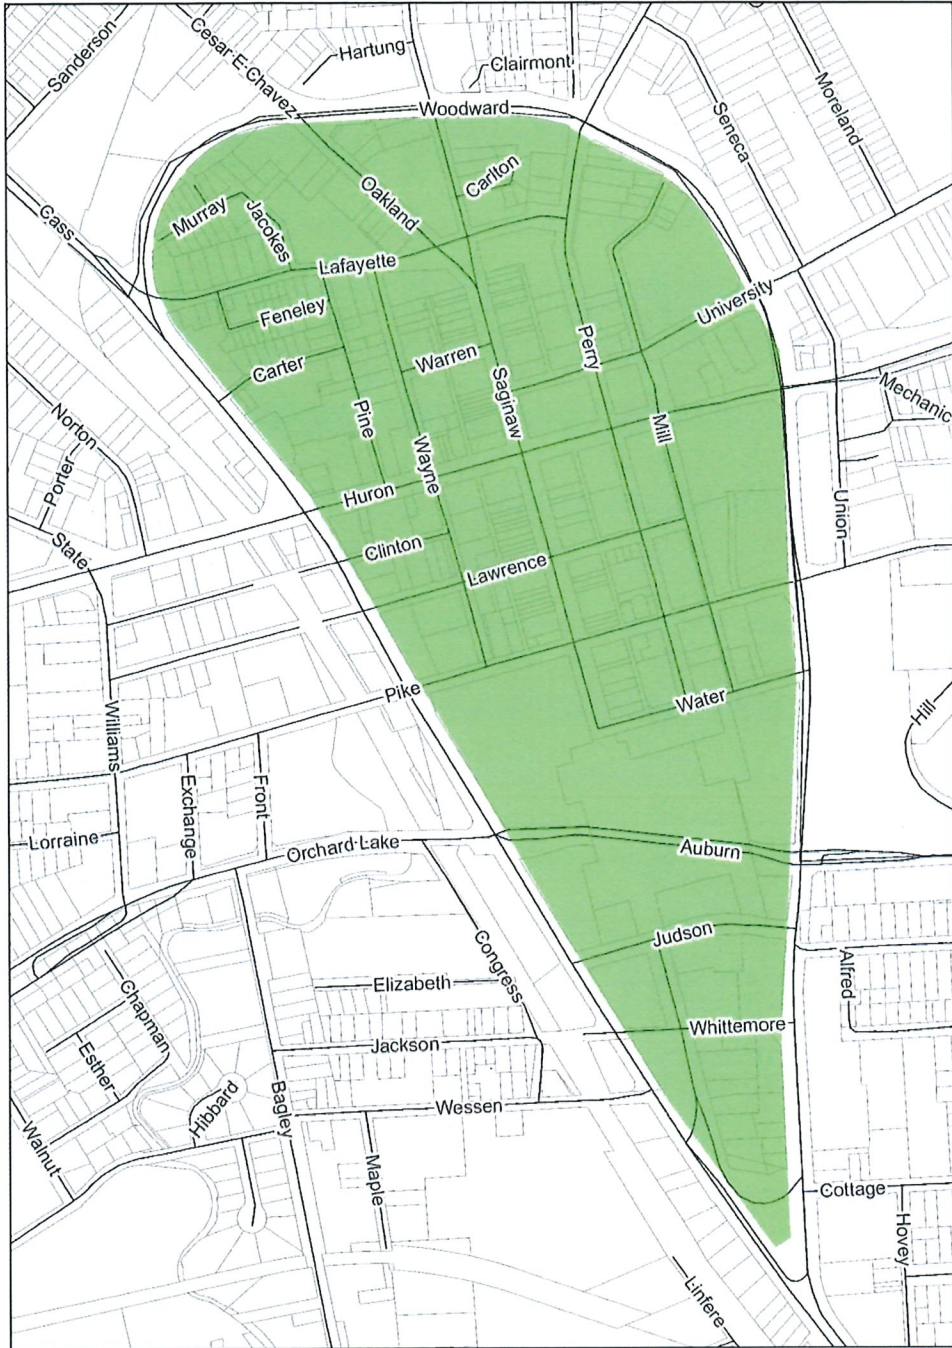 Sanderson
Cesar E Chavez
Hartung
Clairmont
Woodward
Seneca
Moreland
Cass
Murray
Jacokes
Oakland
Carlton
Lafayette
Feneley
University
Carter
Warren
Perry
Saginaw
Mechanic
Norton
Porter
Pine
Wayne
Mill
Huron
Union
State
Clinton
Lawrence
Pike
Water
Williams
Hill
Exchange
Front
Lorraine
Orchard Lake
Auburn
Judson
Congress
Alfred
Elizabeth
Chapman
Whittemore
Jackson
Esther
Hibbard
Bagley
Wessen
Walnut
Maple
Cottage
Hovey
Linfere